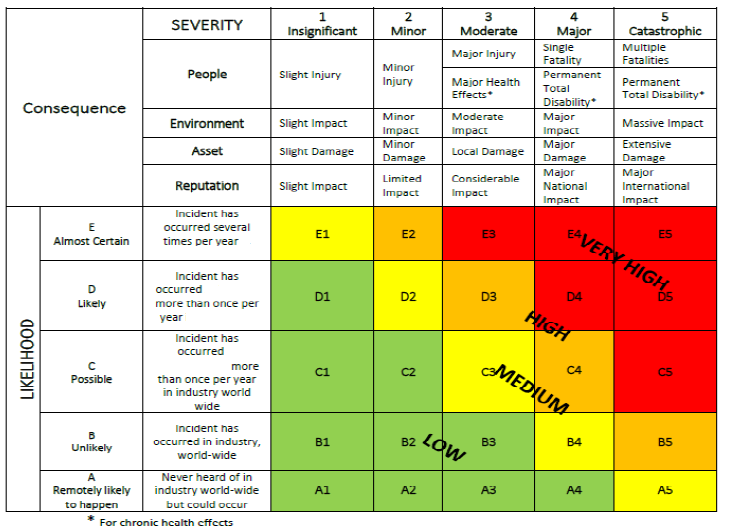 SEVERITY
1
Insignificant
2
Minor
3
Moderate
4
Major
5
Catastrophic
Consequence
People
Slight Injury
Minor
Injury
Major Injury
Single
Fatality
Multiple
Fatalities
Major Health
Effects*
Permanent
Total
Disability*
Permanent
Total Disability*
Environment
Slight Impact
Minor
Impact
Moderate
Impact
Major
Impact
Massive Impact
Asset
Slight Damage
Minor
Damage
Local Damage
Major
Damage
Extensive
Damage
Reputation
Slight Impact
Limited
Impact
Considerable
Impact
Major
National
Impact
Major
International
Impact
LIKELIHOOD
E
Almost Certain
Incident has
occurred several
times per year
E1
E2
E3
E4
E5
VERY HIGH
D
Likely
Incident has
occurred
more than once per
year
D1
D2
D3
D4
D5
HIGH
C
Possible
Incident has
occurred
more
than once per year
in industry world
wide
C1
C2
C3
C4
C5
MEDIUM
B
Unlikely
Incident has
occurred in industry,
world-wide
B1
B2
B3
B4
B5
LOW
A
Remotely likely
to happen
Never heard of in
industry world-wide
but could occur
A1
A2
A3
A4
A5
* For chronic health effects